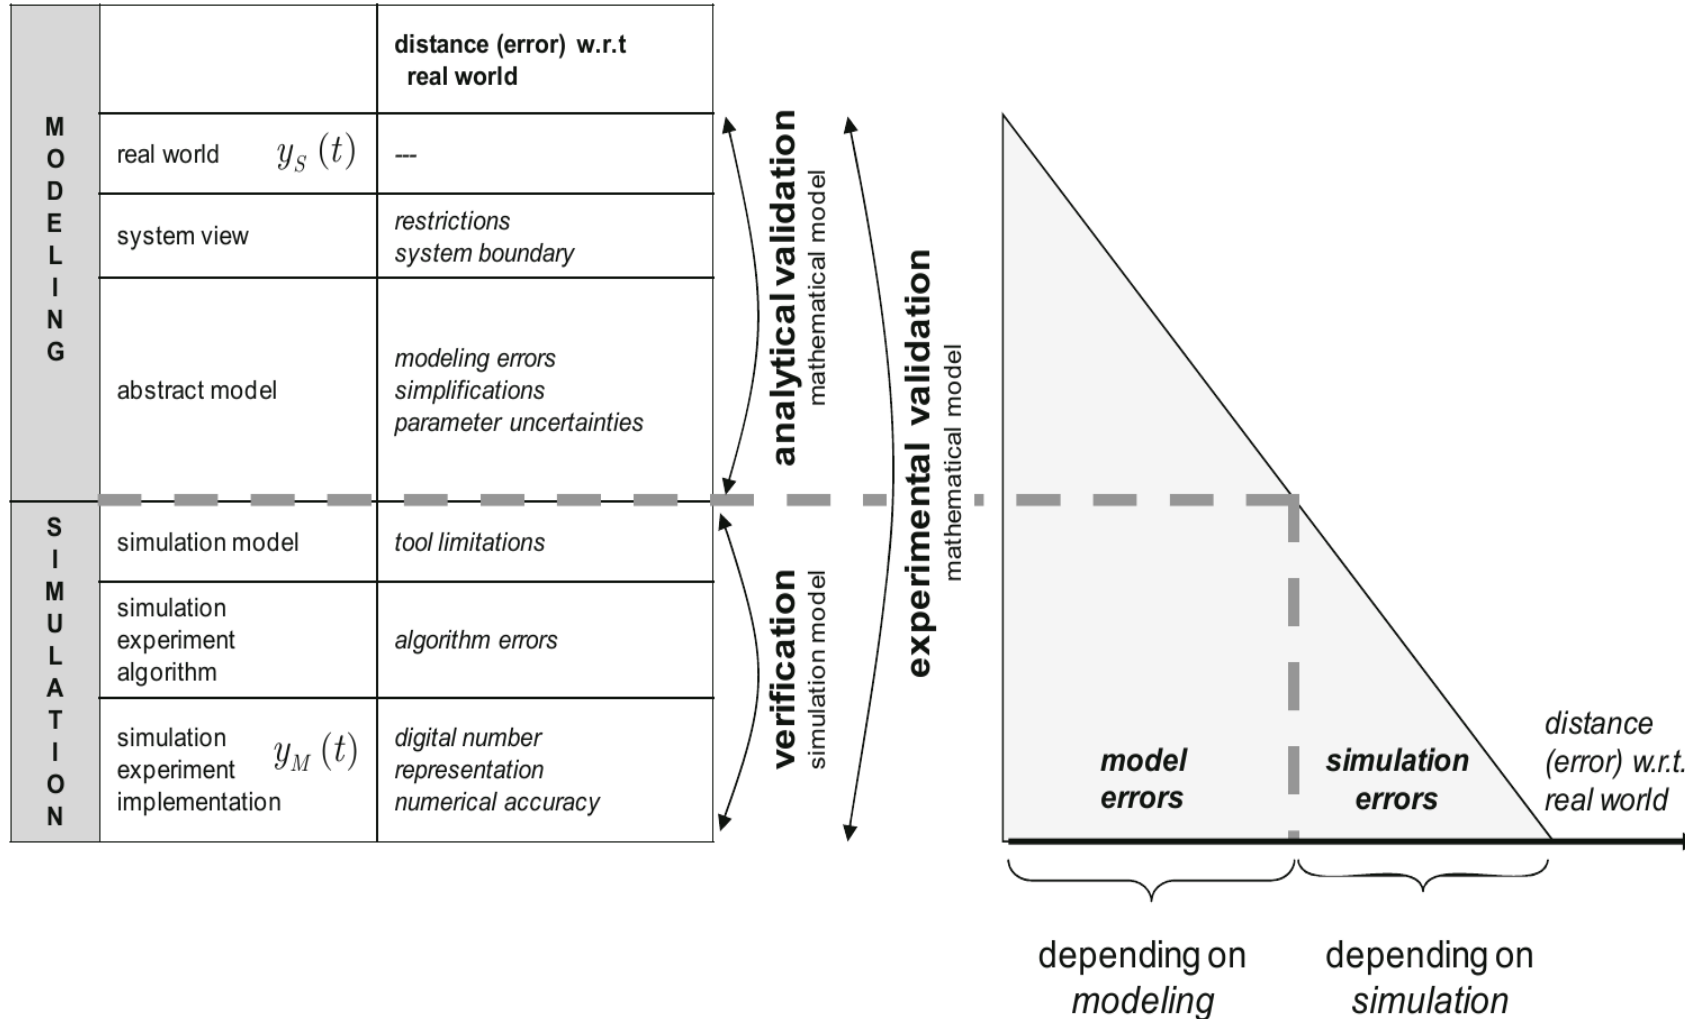 distance (error) w.r.t
real world
MODELING
real world y_S (t) ---
system view
restrictions
system boundary
abstract model
modeling errors
simplifications
parameter uncertainties
SIMULATION
simulation model
tool limitations
simulation
experiment
algorithm
algorithm errors
simulation
experiment
implementation
y_M (t)
digital number
representation
numerical accuracy
analytical validation
mathematical model
verification
simulation model
experimental validation
mathematical model
model
errors
simulation
errors
distance
(error) w.r.t.
real world
depending on
modeling
depending on
simulation